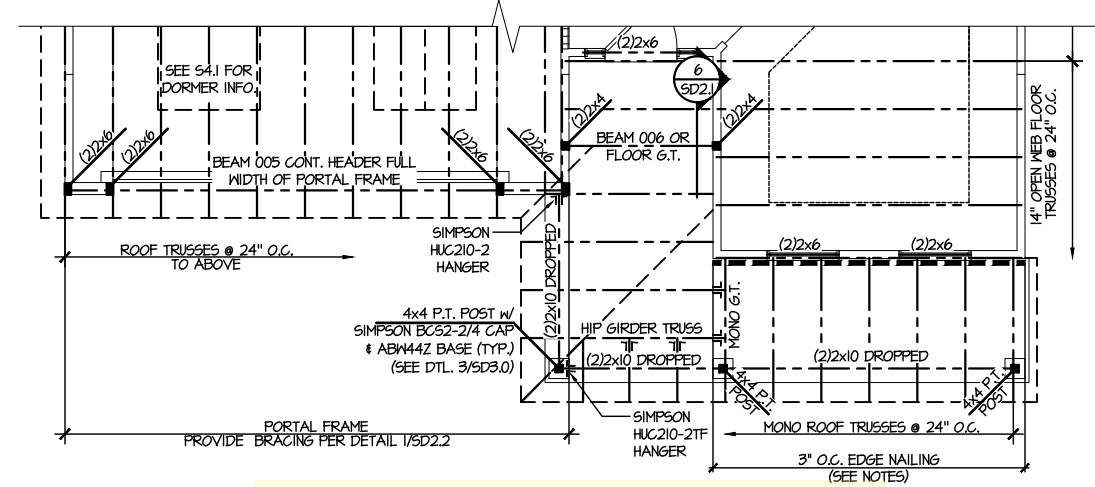 (2)2x6
SEE S4.1 FOR
DORMER INFO.
6
SD2.1
(2)2x6
(2)2x6
(2)2x6
(2)2x6
(2)2x4
(2)2x4
BEAM 006 OR
FLOOR G.T.
14" OPEN WEB FLOOR
TRUSSES @ 24" O.C.
BEAM 005 CONT. HEADER FULL
WIDTH OF PORTAL FRAME
SIMPSON
HUC210-2
HANGER
ROOF TRUSSES @ 24" O.C.
TO ABOVE
(2)2x10 DROPPED
(2)2x6
(2)2x6
4x4 P.T. POST W/
SIMPSON BCS2-2/4 CAP
& ABW44Z BASE (TYP.)
(SEE DTL. 3/SD3.0)
HIP GIRDER TRUSS
(2)2x10 DROPPED
MONO G.T.
(2)2x10 DROPPED
4x4 P.T.
POST
4x4 P.T.
POST
SIMPSON
HUC210-2TF
HANGER
PORTAL FRAME
PROVIDE BRACING PER DETAIL 1/SD2.2
MONO ROOF TRUSSES @ 24" O.C.
3" O.C. EDGE NAILING
(SEE NOTES)